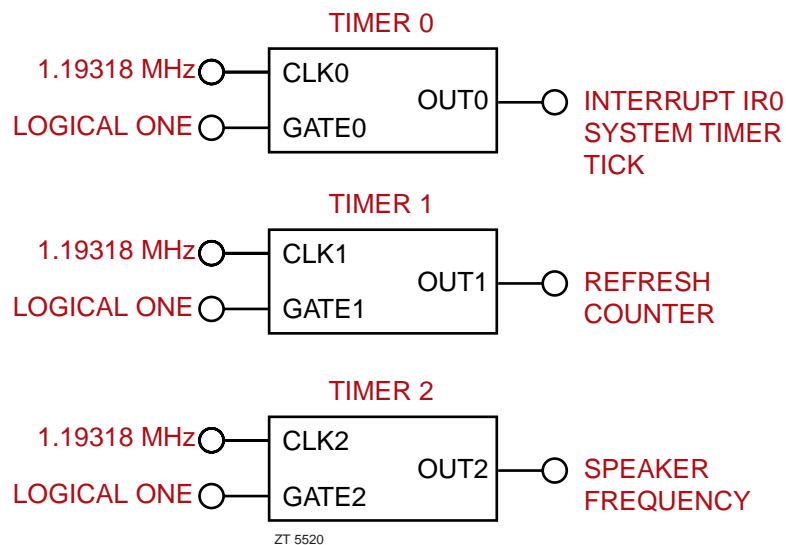 TIMER 0
1.19318 MHz
CLK0
LOGICAL ONE
GATE0
OUT0
INTERRUPT IR0
SYSTEM TIMER
TICK
TIMER 1
1.19318 MHz
CLK1
LOGICAL ONE
GATE1
OUT1
REFRESH
COUNTER
TIMER 2
1.19318 MHz
CLK2
LOGICAL ONE
GATE2
OUT2
SPEAKER
FREQUENCY
ZT 5520